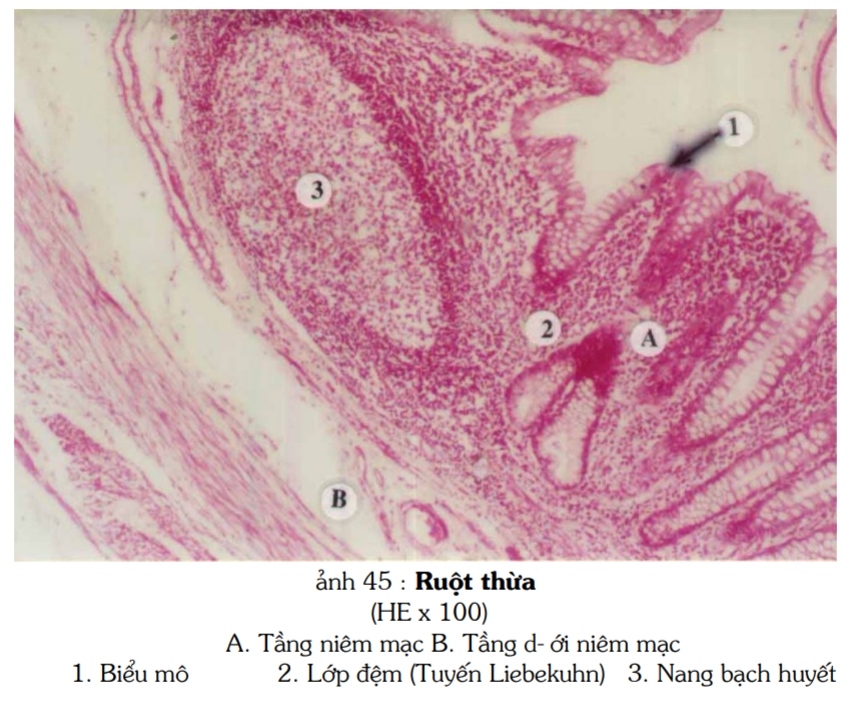 1
3
2
A
B
ảnh 45 : Ruột thừa
(HE x 100)
A. Tầng niêm mạc B. Tầng d- ới niêm mạc
1. Biểu mô 2. Lớp đệm (Tuyến Liebekuhn) 3. Nang bạch huyết